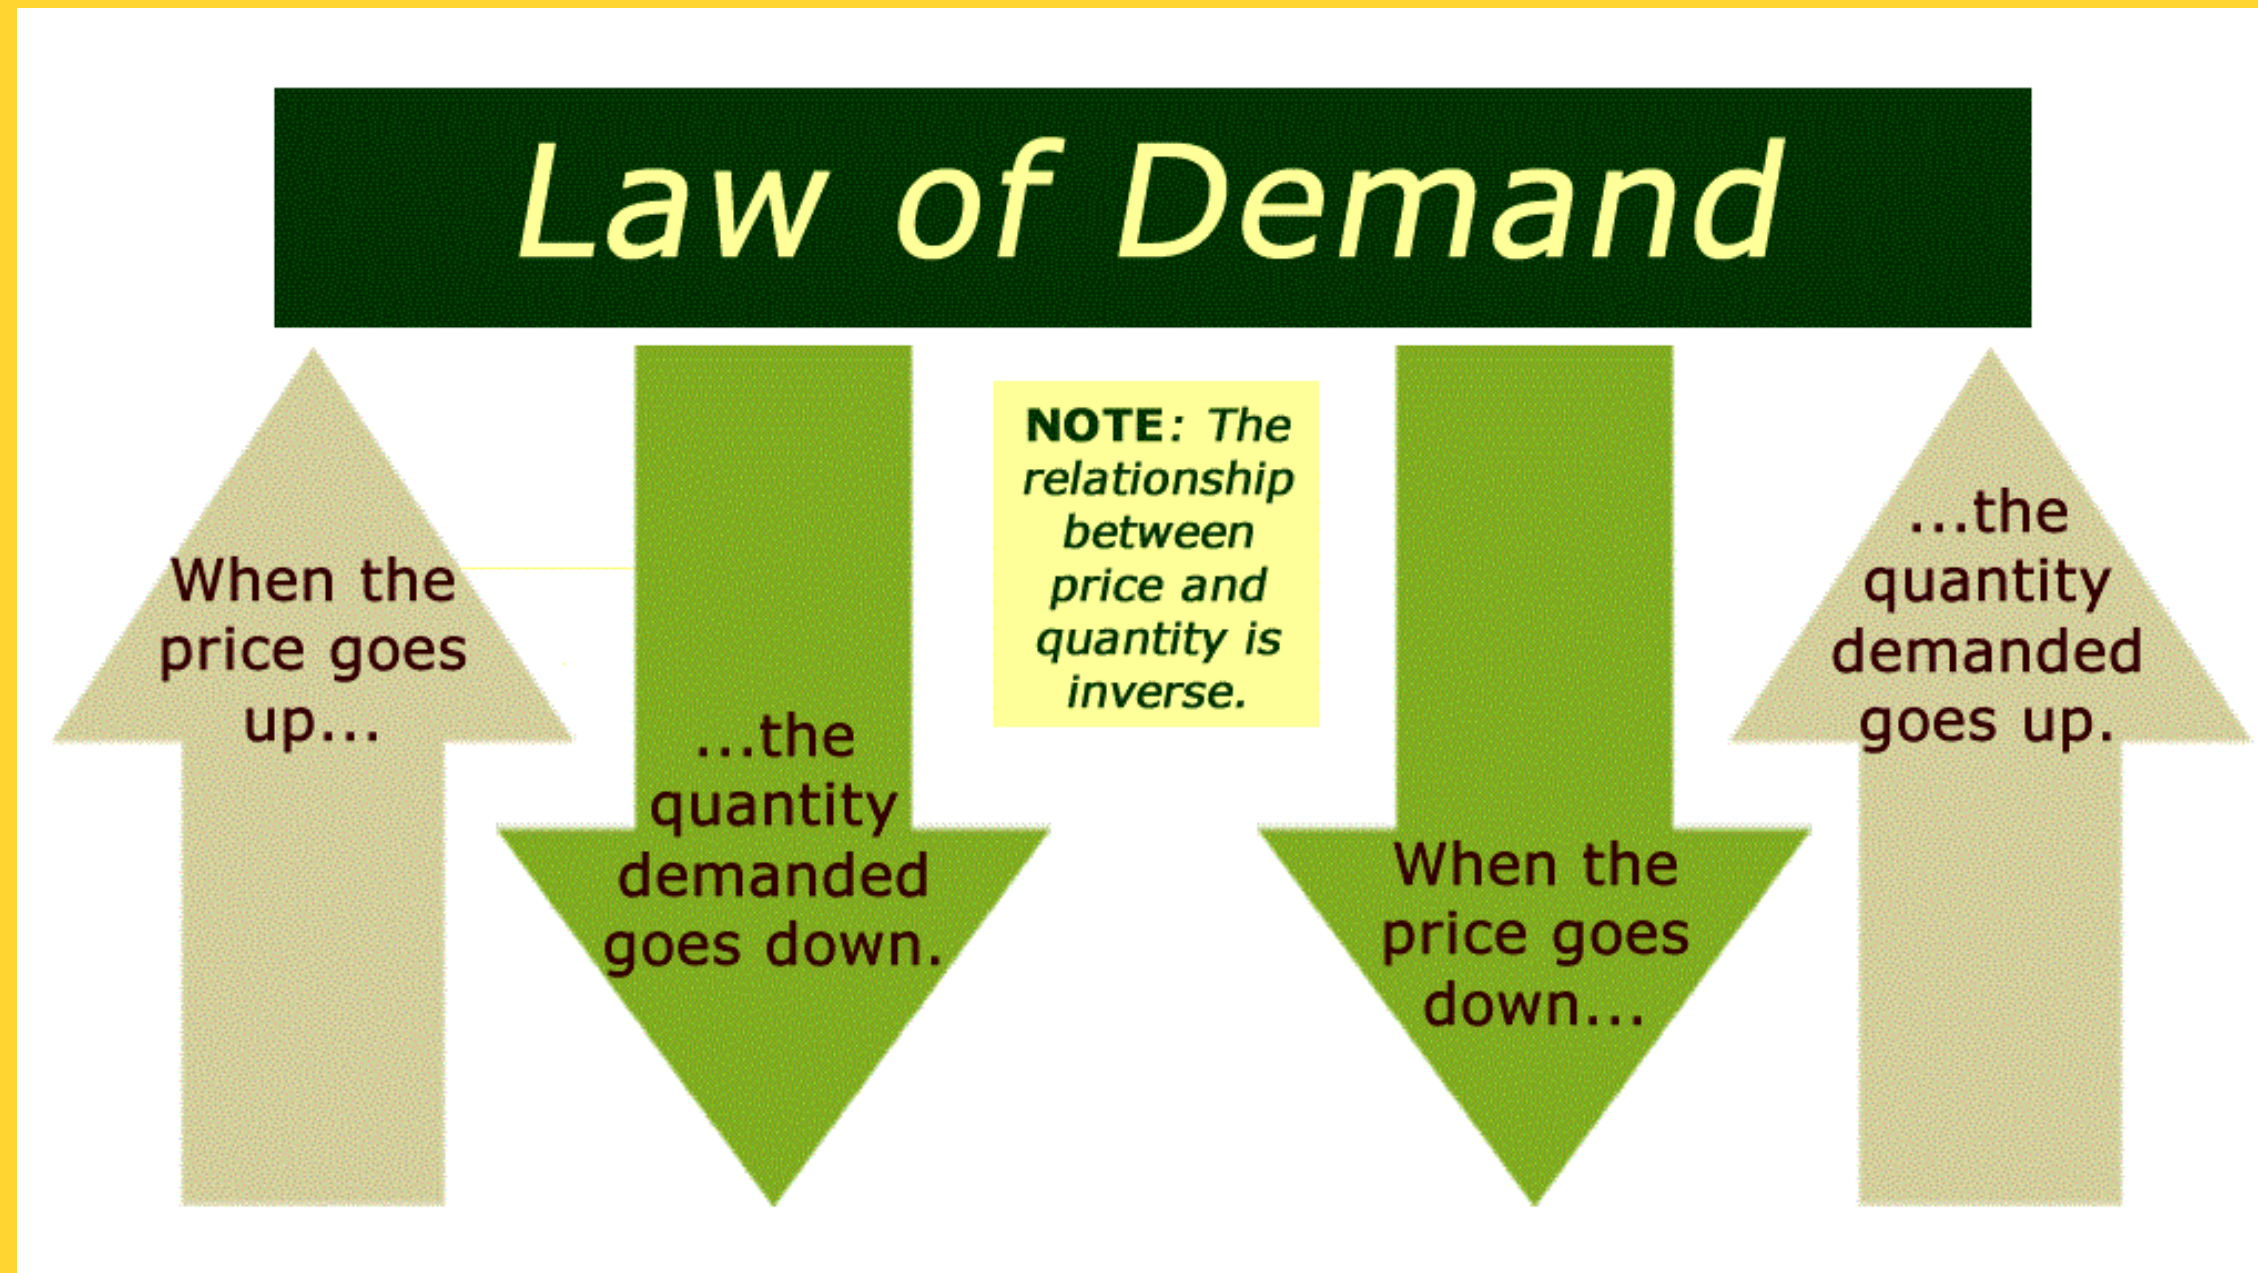 Law of Demand
When the
price goes
up...
...the
quantity
demanded
goes down.
NOTE: The
relationship
between
price and
quantity is
inverse.
When the
price goes
down...
...the
quantity
demanded
goes up.